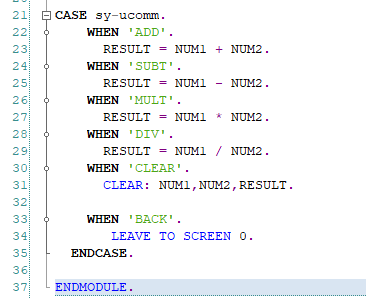 21 CASE sy-ucomm.
22 WHEN 'ADD'.
23 RESULT = NUM1 + NUM2.
24 WHEN 'SUBT'.
25 RESULT = NUM1 - NUM2.
26 WHEN 'MULT'.
27 RESULT = NUM1 * NUM2.
28 WHEN 'DIV'.
29 RESULT = NUM1 / NUM2.
30 WHEN 'CLEAR'.
31 CLEAR: NUM1,NUM2,RESULT.
32
33 WHEN 'BACK'.
34 LEAVE TO SCREEN 0.
35 ENDCASE.
36
37 ENDMODULE.